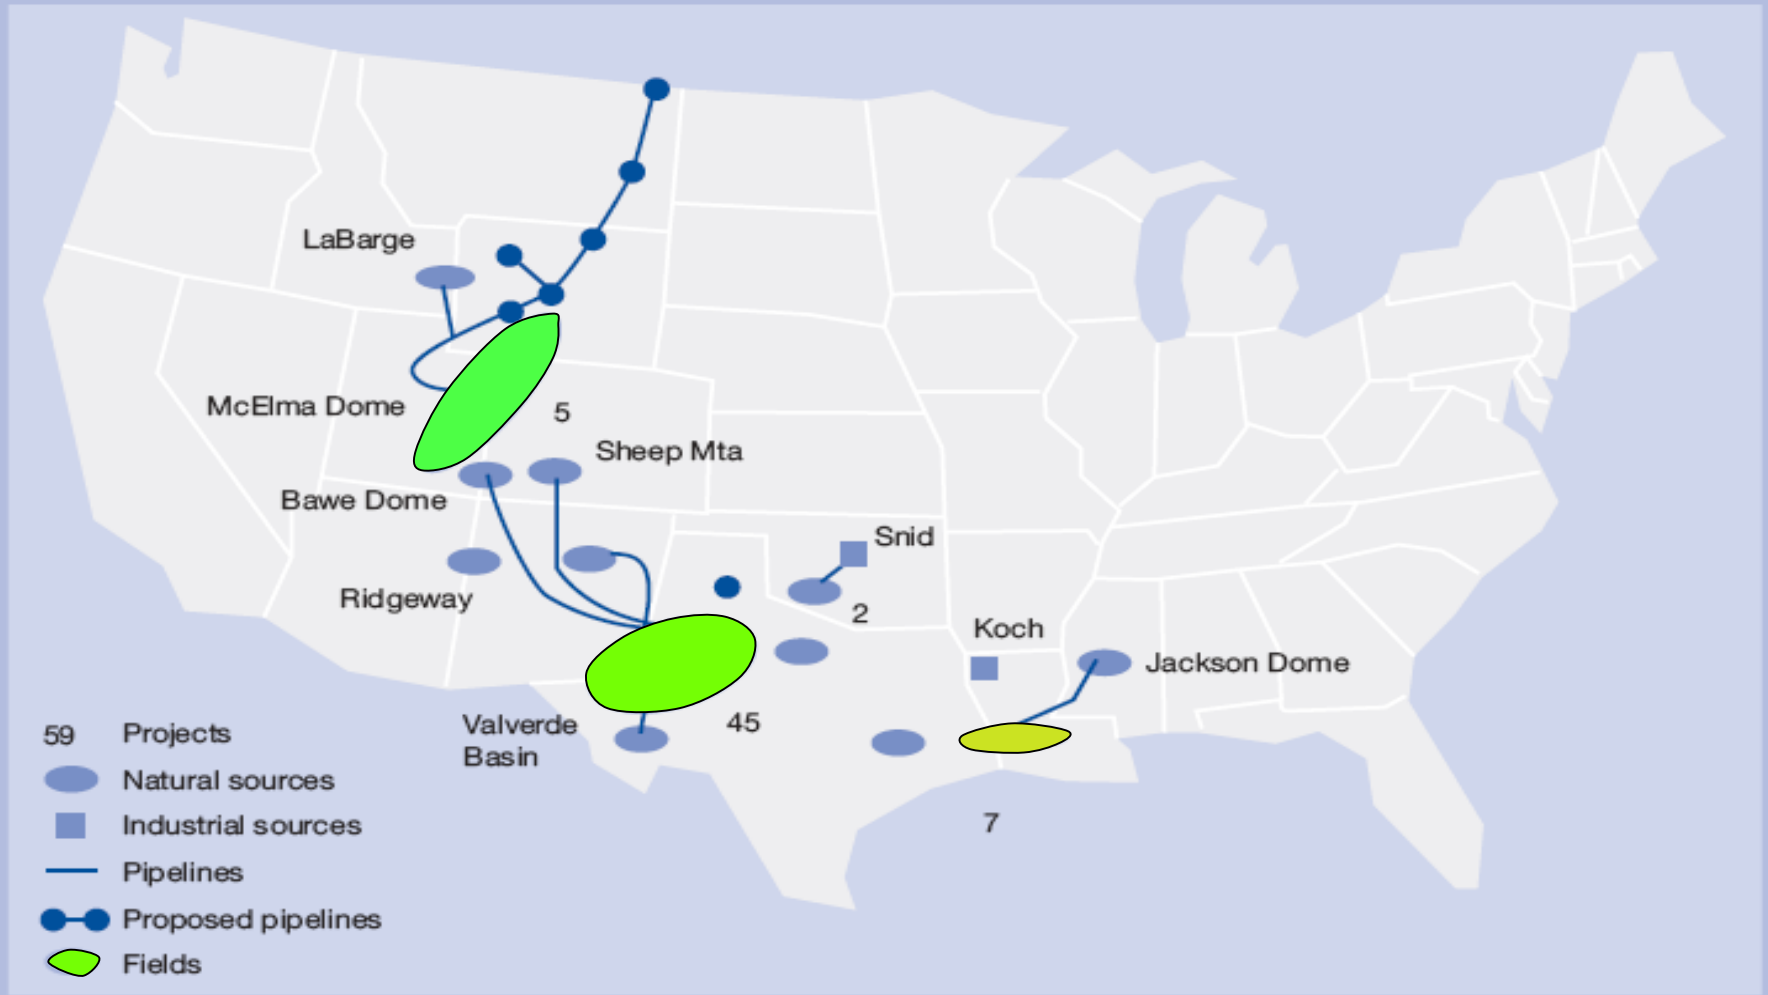 LaBarge
McElma Dome
5
Sheep Mta
Bawe Dome
Snid
Ridgeway
2
Koch
Jackson Dome
Valverde
Basin
45
7
59 Projects
Natural sources
Industrial sources
Pipelines
Proposed pipelines
Fields